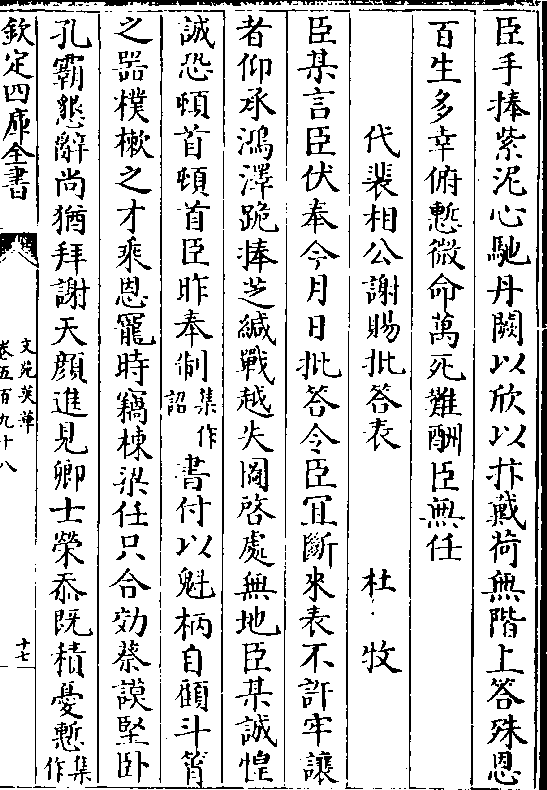 臣手捧紫泥心馳丹闕以欣以抃戴荷無階上答殊恩
百生多幸俯慙微命萬死難酬臣無任
代裴相公謝賜批答表　杜牧
臣某言臣伏奉今月日批答令臣宜斷來表不許牢讓
者仰承鴻澤跪捧芝緘戰越失圖啓處無地臣某誠惶
誠恐頓首頓首臣昨奉制集作詔書付以魁柄自顧斗筲
之器樸樕之才乘恩寵時竊棟梁任只合効蔡謨堅卧
孔霸懇辭尚猶拜謝天顔進見卿士榮忝既積憂慙集作
欽定四庫全書
文苑英華
卷五百九十八
十七